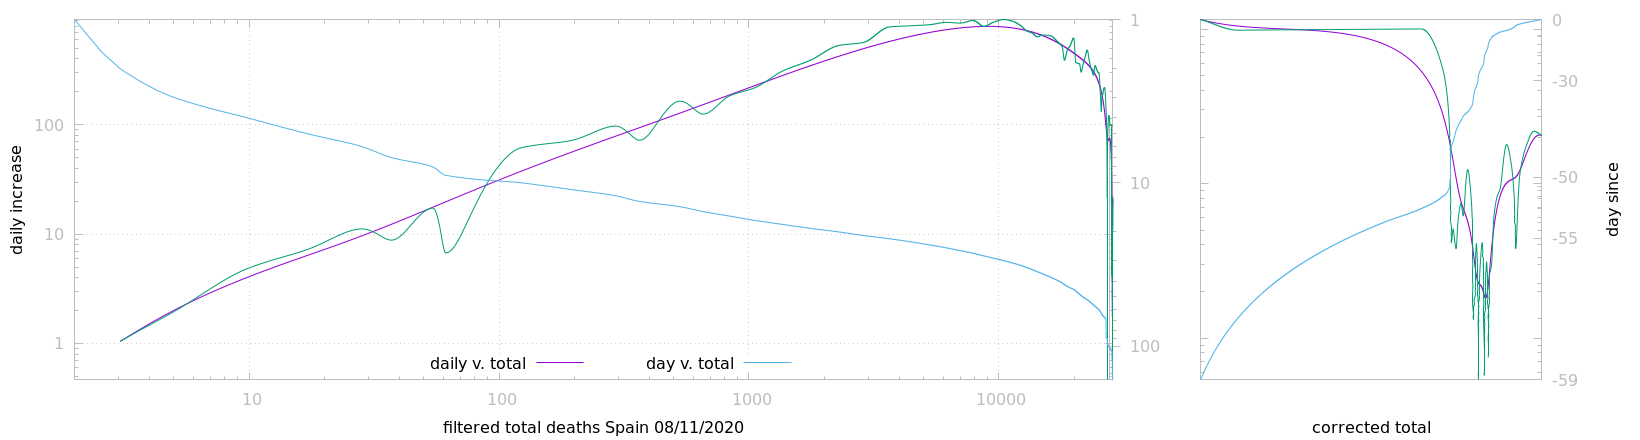 daily increase
100
10
1
daily v. total
day v. total
10
100
1000
10000
filtered total deaths Spain 08/11/2020
1
10
100
0
-30
-50
-55
-59
day since
corrected total